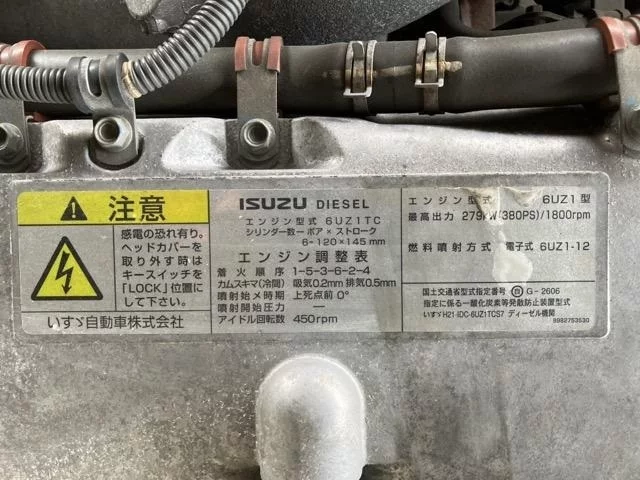 注意
感電の恐れ有り。
ヘッドカバーを
取り外す時は
キースイッチを
「LOCK」位置に
して下さい。
いすゞ自動車株式会社
ISUZU DIESEL
エンジン型式 6UZ1TC
シリンダー数ー ボア × ストローク
6-120×145 mm
エンジン調整表
着火順序 1-5-3-6-2-4
カムスキマ(冷間) 吸気0.2mm 排気0.5mm
噴射始メ時期 上死点前 0°
噴射開始圧力 —
アイドル回転数 450rpm
エンジン型式 6UZ1型
最高出力 279kW(380PS)/1800rpm
燃料噴射方式 電子式 6UZ1-12
国土交通省型式指定番号 G-2606
指定に係る一酸化炭素等発散防止装置型式
いすゞH21-IDC-6UZ1TCS7 ディーゼル機関
8982753530